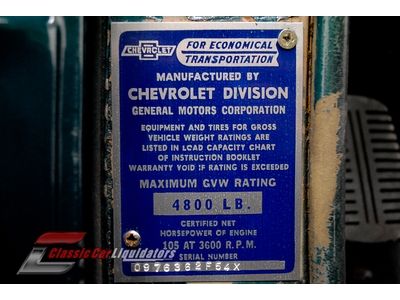 CHEVROLET
FOR ECONOMICAL
TRANSPORTATION
MANUFACTURED BY
CHEVROLET DIVISION
GENERAL MOTORS CORPORATION
EQUIPMENT AND TIRES FOR GROSS
VEHICLE WEIGHT RATINGS ARE
LISTED IN LOAD CAPACITY CHART
OF INSTRUCTION BOOKLET
WARRANTY VOID IF RATING IS EXCEEDED
MAXIMUM GVW RATING
4800 LB.
CERTIFIED NET
HORSEPOWER OF ENGINE
105 AT 3600 R.P.M.
SERIAL NUMBER
0976382F54X
Classic Car Liquidators